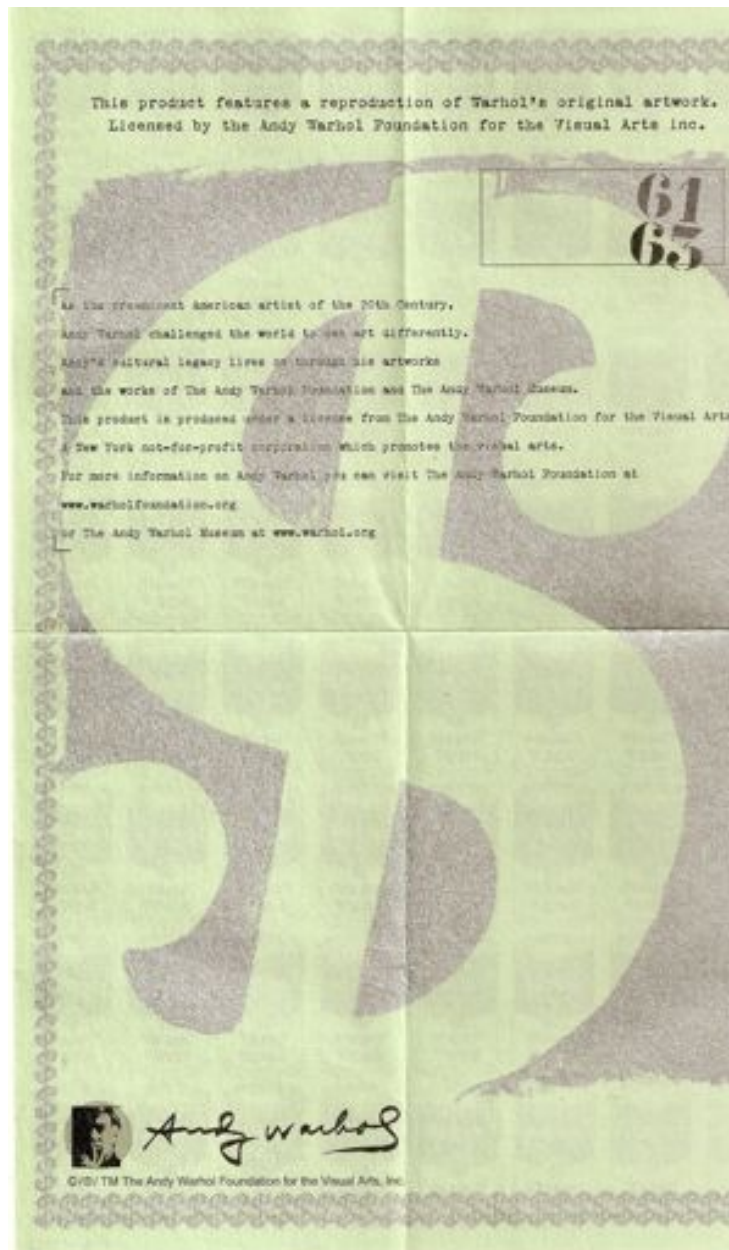 This product features a reproduction of Warhol's original artwork.
Licensed by the Andy Warhol Foundation for the Visual Arts inc.
61
63
As the preeminent American artist of the 20th Century,
Andy Warhol challenged the world to see art differently.
Andy's cultural legacy lives on through his artworks
and the works of The Andy Warhol Foundation and The Andy Warhol Museum.
This product is produced under a license from The Andy Warhol Foundation for the Visual Arts
A New York not-for-profit corporation which promotes the visual arts.
For more information on Andy Warhol you can visit The Andy Warhol Foundation at
www.warholfoundation.org
or The Andy Warhol Museum at www.warhol.org
Andy Warhol
©/®/ TM The Andy Warhol Foundation for the Visual Arts, Inc.